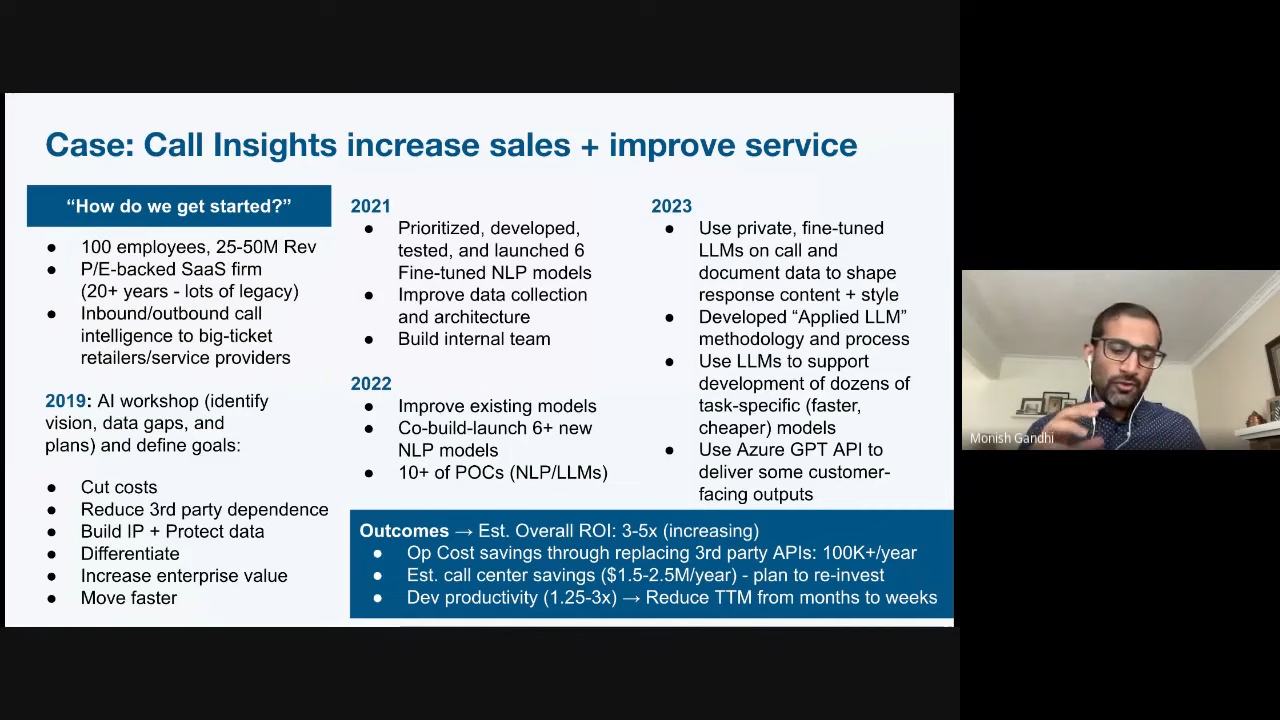 Case: Call Insights increase sales + improve service
“How do we get started?”
● 100 employees, 25-50M Rev
● P/E-backed SaaS firm
(20+ years - lots of legacy)
● Inbound/outbound call
intelligence to big-ticket
retailers/service providers
2019: AI workshop (identify
vision, data gaps, and
plans) and define goals:
● Cut costs
● Reduce 3rd party dependence
● Build IP + Protect data
● Differentiate
● Increase enterprise value
● Move faster
2021
● Prioritized, developed,
tested, and launched 6
Fine-tuned NLP models
● Improve data collection
and architecture
● Build internal team
2022
● Improve existing models
● Co-build-launch 6+ new
NLP models
● 10+ of POCs (NLP/LLMs)
2023
● Use private, fine-tuned
LLMs on call and
document data to shape
response content + style
● Developed “Applied LLM”
methodology and process
● Use LLMs to support
development of dozens of
task-specific (faster,
cheaper) models
● Use Azure GPT API to
deliver some customer-
facing outputs
Outcomes → Est. Overall ROI: 3-5x (increasing)
● Op Cost savings through replacing 3rd party APIs: 100K+/year
● Est. call center savings ($1.5-2.5M/year) - plan to re-invest
● Dev productivity (1.25-3x) → Reduce TTM from months to weeks
Monish Gandhi